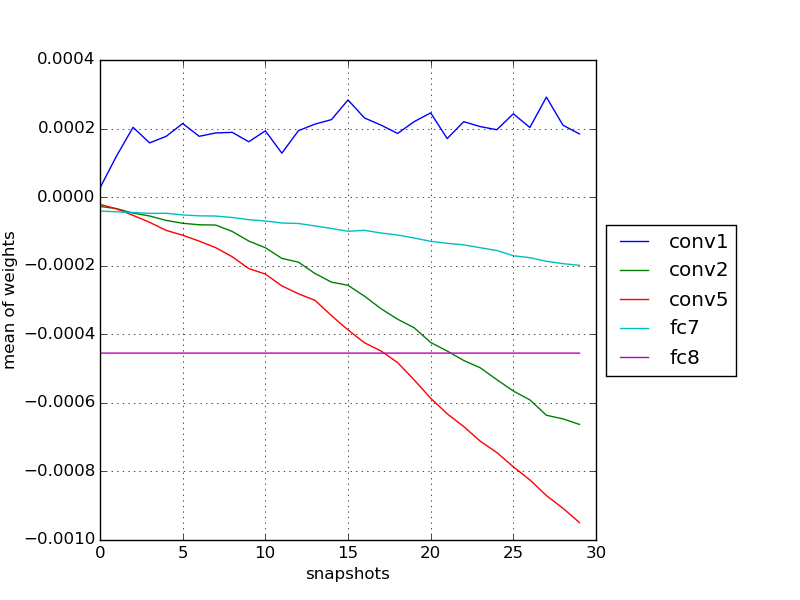 0.0004
0.0002
0.0000
−0.0002
−0.0004
−0.0006
−0.0008
−0.0010
mean of weights
0 5 10 15 20 25 30
snapshots
conv1
conv2
conv5
fc7
fc8